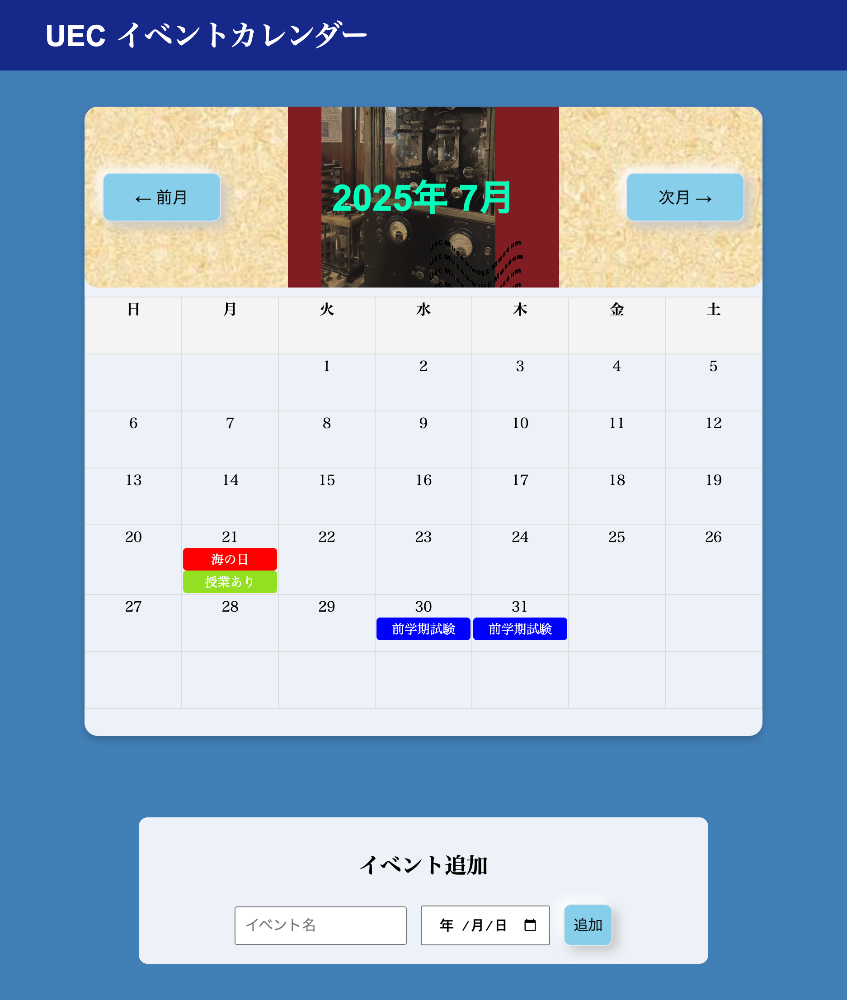 UEC イベントカレンダー
← 前月
2025年 7月
次月 →
UEC MuseumUEC Museum
UEC MuseumUEC Museum
UEC Museum UEC Museum
日 月 火 水 木 金 土
1 2 3 4 5
6 7 8 9 10 11 12
13 14 15 16 17 18 19
20 21 22 23 24 25 26
海の日
授業あり
27 28 29 30 31
前学期試験 前学期試験
イベント追加
イベント名 年 /月/日 追加